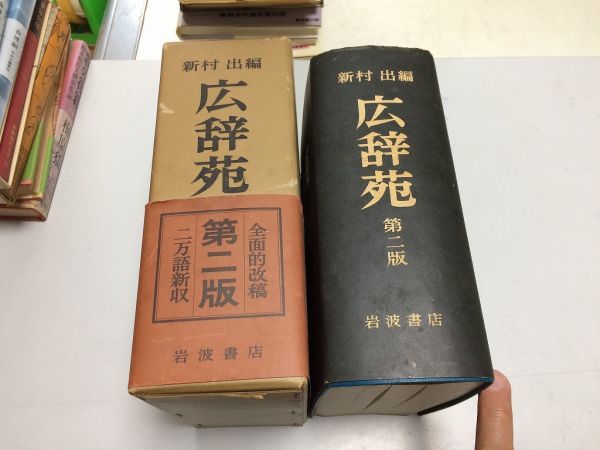 新村 出編
広辞苑
全面的改稿
第二版
二万語新収
岩波書店
新村 出編
広辞苑
第二版
岩波書店